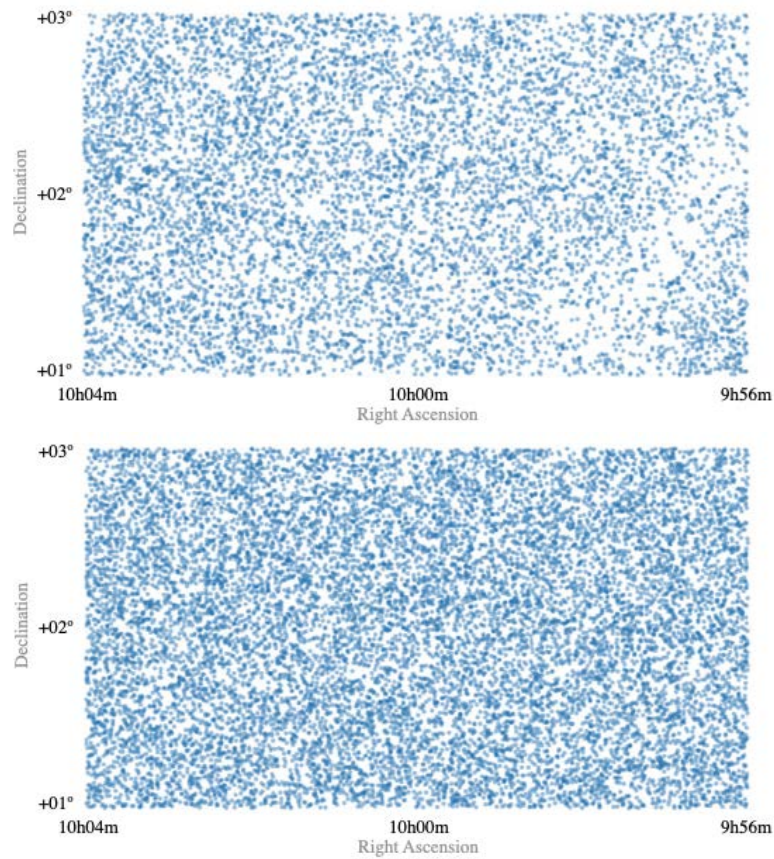 +03°
Declination
+02°
+01°
10h04m 10h00m 9h56m
Right Ascension
+03°
Declination
+02°
+01°
10h04m 10h00m 9h56m
Right Ascension